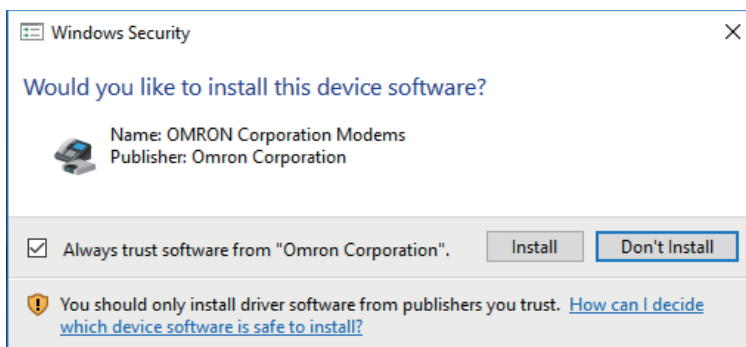 Windows Security
Would you like to install this device software?
Name: OMRON Corporation Modems
Publisher: Omron Corporation
Always trust software from "Omron Corporation".
Install
Don't Install
You should only install driver software from publishers you trust. How can I decide
which device software is safe to install?